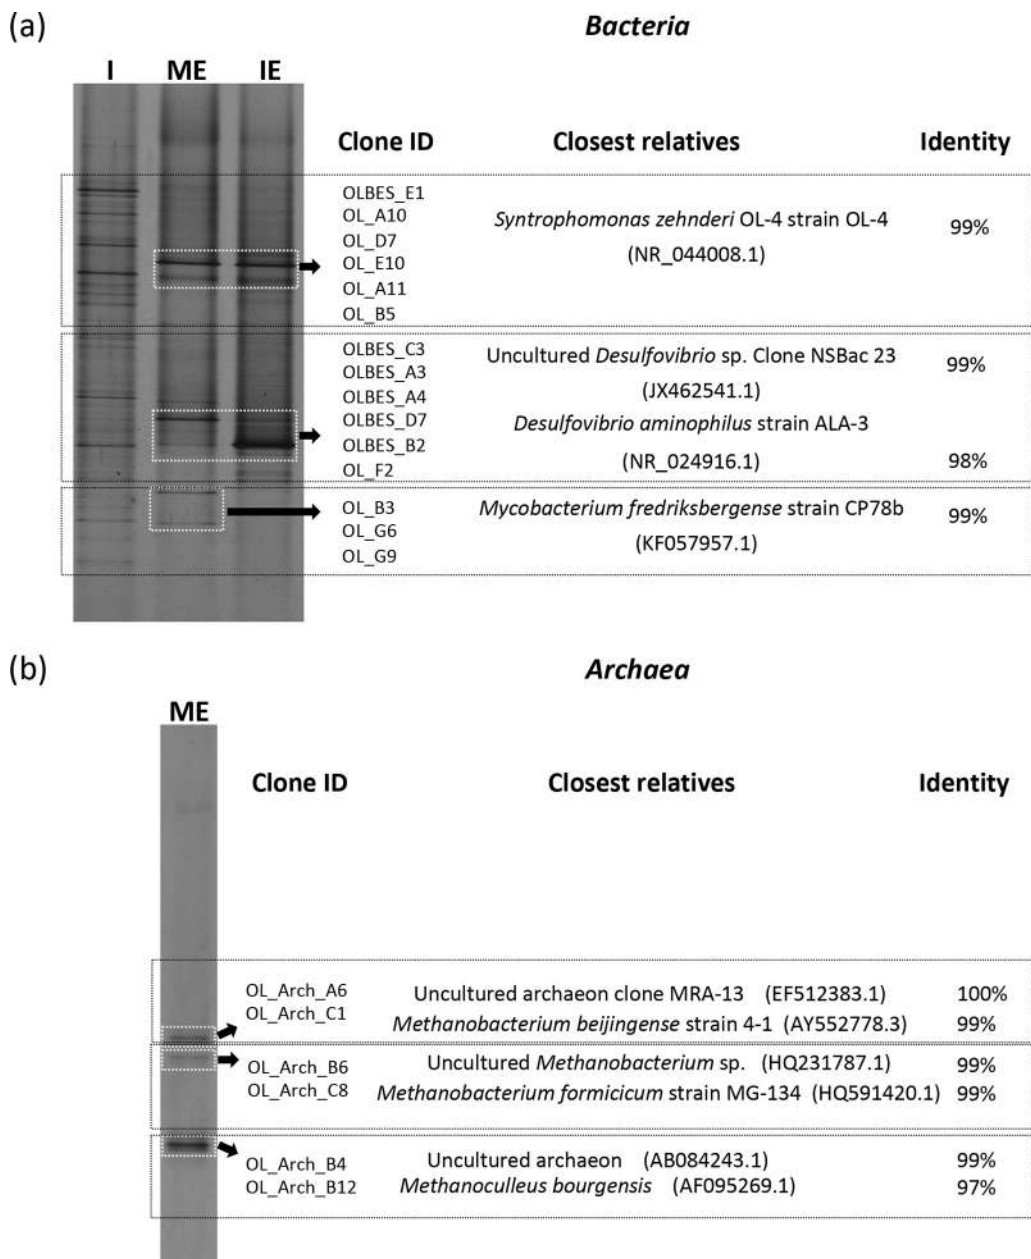 (a)
Bacteria
I ME IE
Clone ID Closest relatives Identity
OLBES_E1
OL_A10
OL_D7
OL_E10
OL_A11
OL_B5
Syntrophomonas zehnderi OL-4 strain OL-4 99%
(NR_044008.1)
OLBES_C3
OLBES_A3
OLBES_A4
OLBES_D7
OLBES_B2
OL_F2
Uncultured Desulfovibrio sp. Clone NSBac 23 99%
(JX462541.1)
Desulfovibrio aminophilus strain ALA-3
(NR_024916.1) 98%
OL_B3
OL_G6
OL_G9
Mycobacterium fredriksbergense strain CP78b 99%
(KF057957.1)
(b)
Archaea
ME
Clone ID Closest relatives Identity
OL_Arch_A6
OL_Arch_C1
Uncultured archaeon clone MRA-13 (EF512383.1) 100%
Methanobacterium beijingense strain 4-1 (AY552778.3) 99%
OL_Arch_B6
OL_Arch_C8
Uncultured Methanobacterium sp. (HQ231787.1) 99%
Methanobacterium formicicum strain MG-134 (HQ591420.1) 99%
OL_Arch_B4
OL_Arch_B12
Uncultured archaeon (AB084243.1) 99%
Methanoculleus bourgensis (AF095269.1) 97%